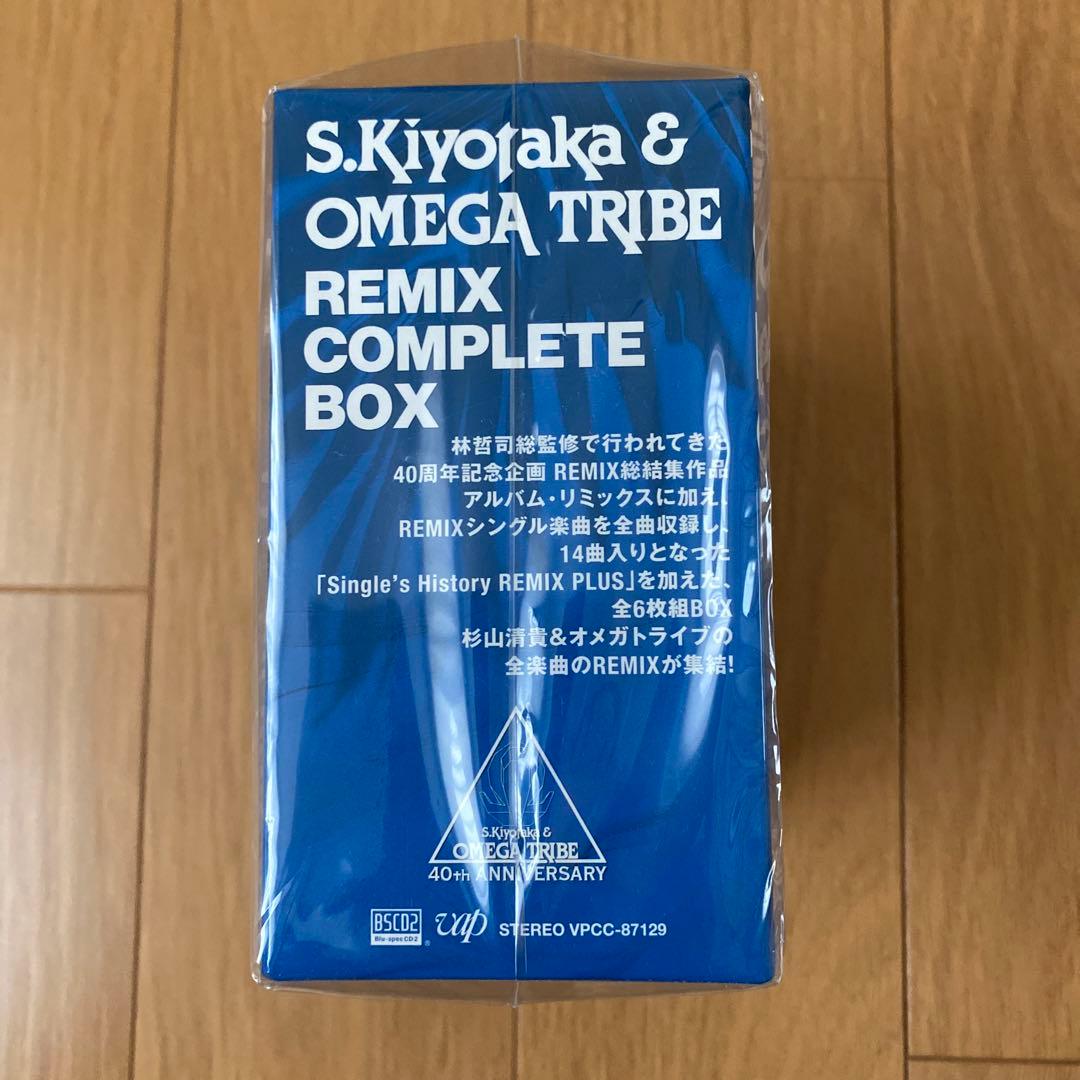 S.Kiyotaka &
OMEGA TRIBE
REMIX
COMPLETE
BOX
林哲司総監修で行われてきた
40周年記念企画 REMIX総結集作品
アルバム・リミックスに加え、
REMIXシングル楽曲を全曲収録し、
14曲入りとなった
「Single's History REMIX PLUS」を加えた、
全6枚組BOX
杉山清貴&オメガトライブの
全楽曲のREMIXが集結!
S.Kiyotaka &
OMEGA TRIBE
40th ANNIVERSARY
BSCD2
Blu-spec CD 2
®
vap STEREO VPCC-87129